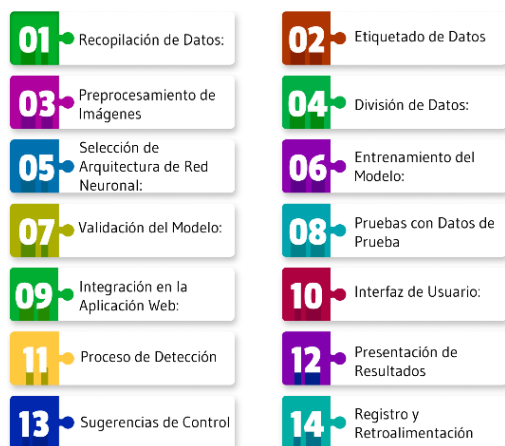 01
Recopilación de Datos:
02
Etiquetado de Datos
03
Preprocesamiento de
Imágenes
04
División de Datos:
05
Selección de
Arquitectura de Red
Neuronal:
06
Entrenamiento del
Modelo:
07
Validación del Modelo:
08
Pruebas con Datos de
Prueba
09
Integración en la
Aplicación Web:
10
Interfaz de Usuario:
11
Proceso de Detección
12
Presentación de
Resultados
13
Sugerencias de Control
14
Registro y
Retroalimentación